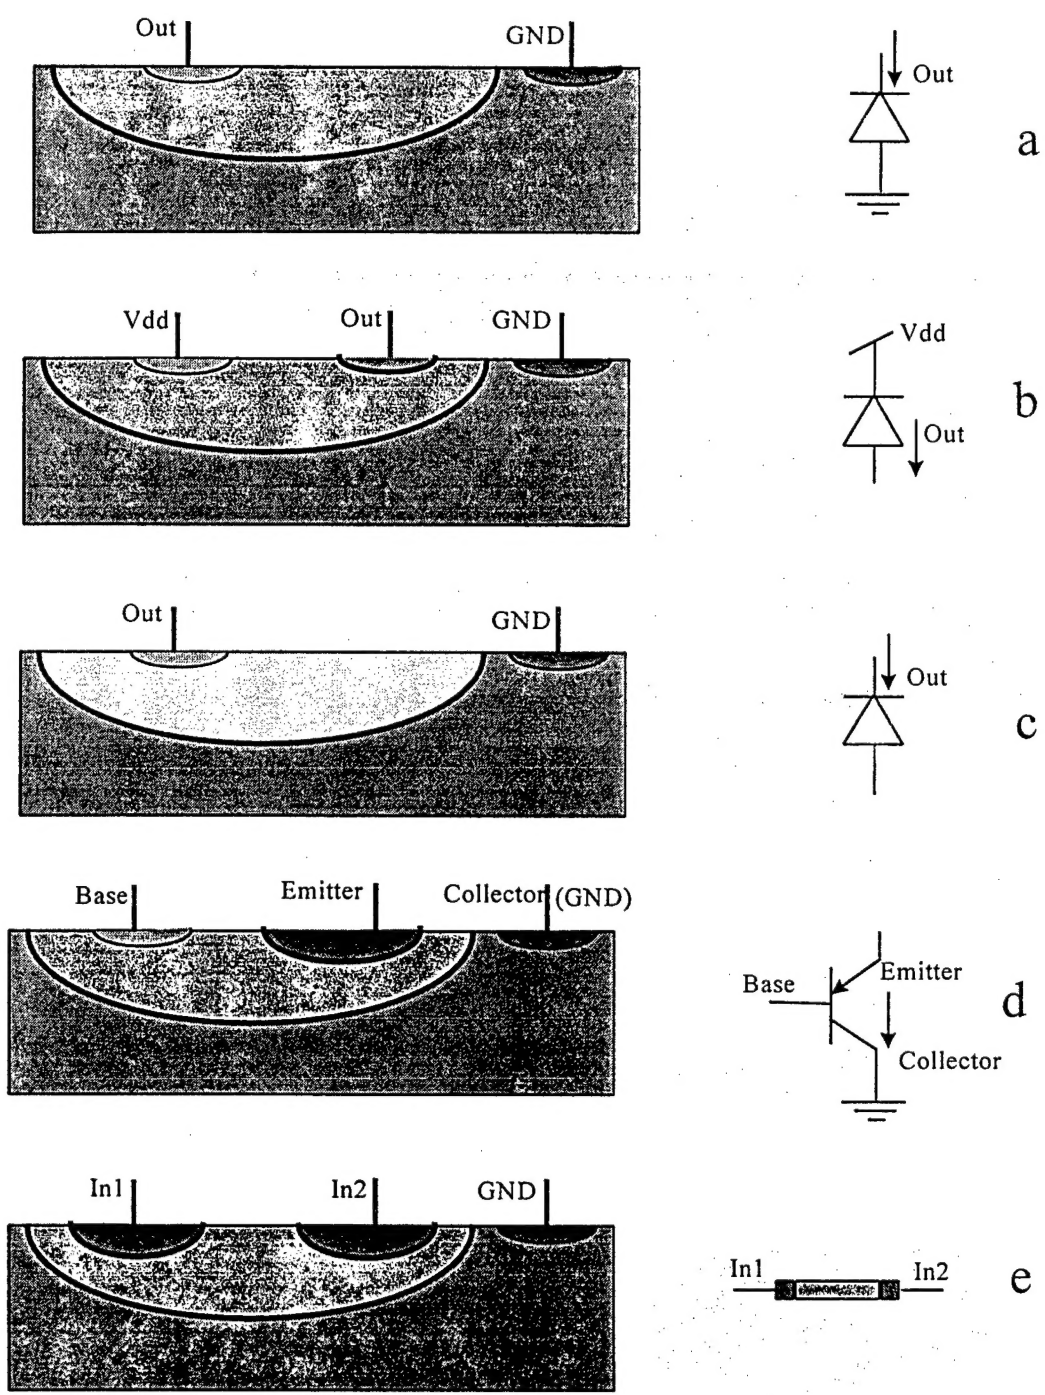 Out GND
Out
a
Vdd Out GND
Vdd
Out
b
Out GND
Out
c
Base Emitter Collector (GND)
Base Emitter
Collector
d
In1 In2 GND
In1 In2
e